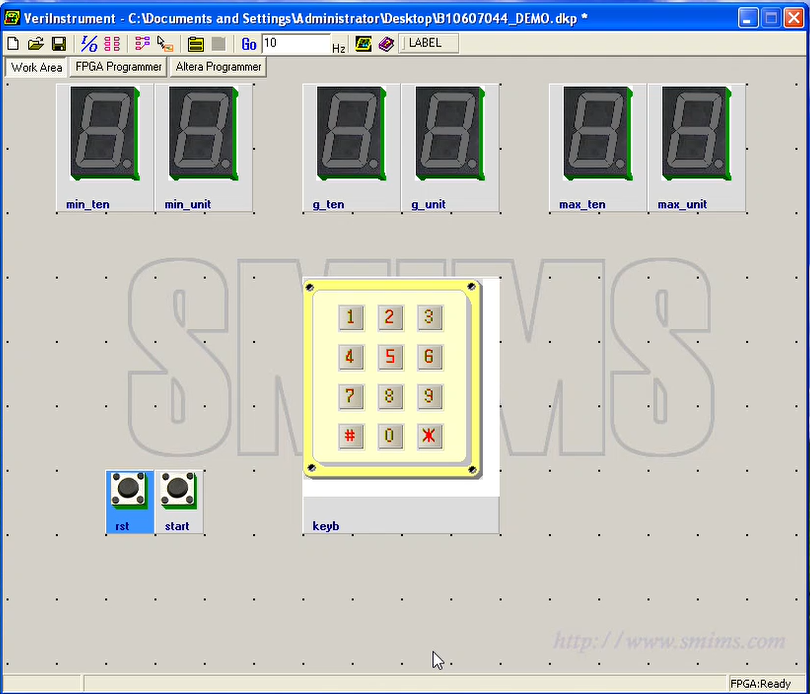 VeriInstrument - C:\Documents and Settings\Administrator\Desktop\B10607044_DEMO.dkp *
I/O Go 10 Hz LABEL
Work Area FPGA Programmer Altera Programmer
min_ten min_unit g_ten g_unit max_ten max_unit
SMIMS
1 2 3
4 5 6
7 8 9
# 0 *
rst start keyb
http://www.smims.com
FPGA:Ready